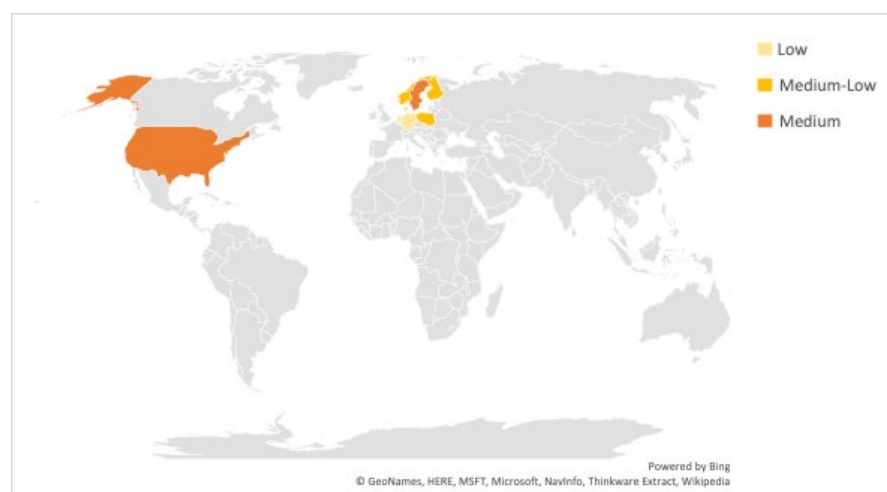 Low
Medium-Low
Medium
Powered by Bing
© GeoNames, HERE, MSFT, Microsoft, NavInfo, Thinkware Extract, Wikipedia